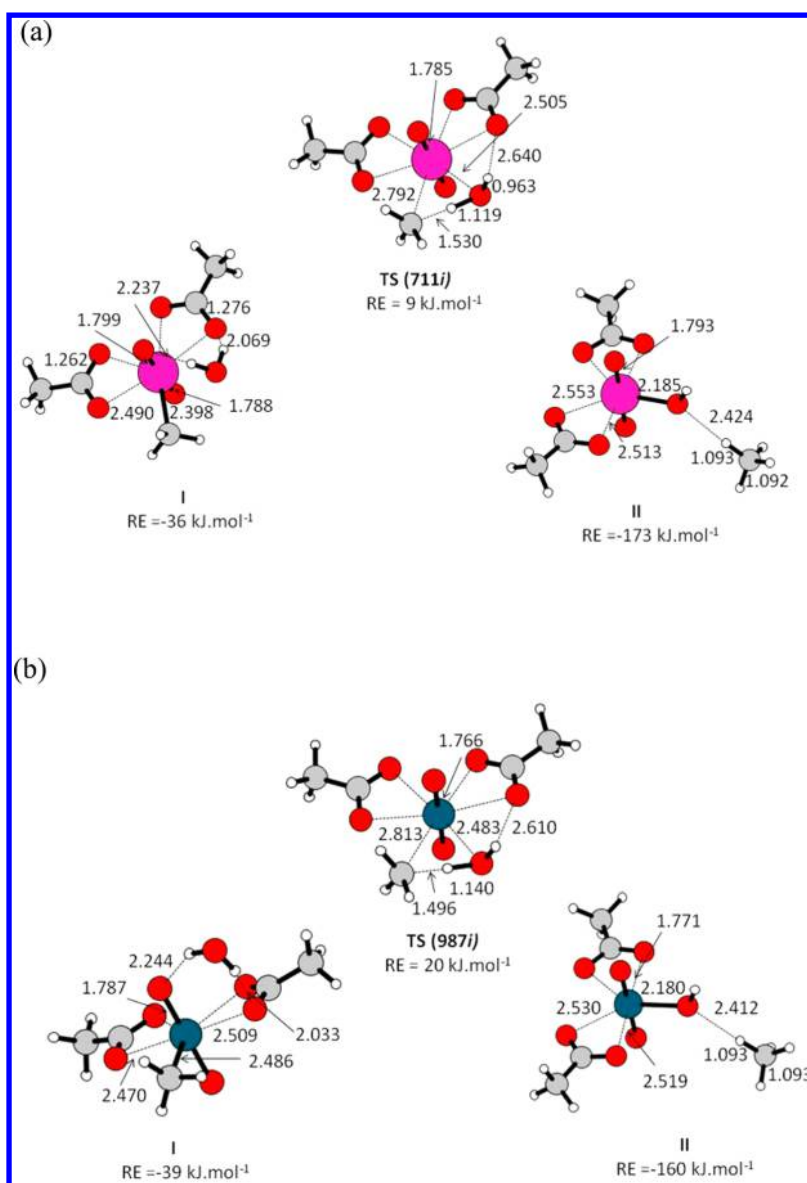 (a)
1.785
2.505
2.640
0.963
2.792
1.119
1.530
TS (711i)
RE = 9 kJ.mol-1
2.237
1.276
1.799
2.069
1.262
2.490
2.398
1.788
I
RE =-36 kJ.mol-1
1.793
2.553
2.185
2.424
2.513
1.093
1.092
II
RE =-173 kJ.mol-1
(b)
1.766
2.813
2.483
2.610
1.140
1.496
TS (987i)
RE = 20 kJ.mol-1
2.244
1.787
2.509
2.033
2.486
2.470
I
RE =-39 kJ.mol-1
1.771
2.180
2.530
2.412
1.093
1.093
2.519
II
RE =-160 kJ.mol-1